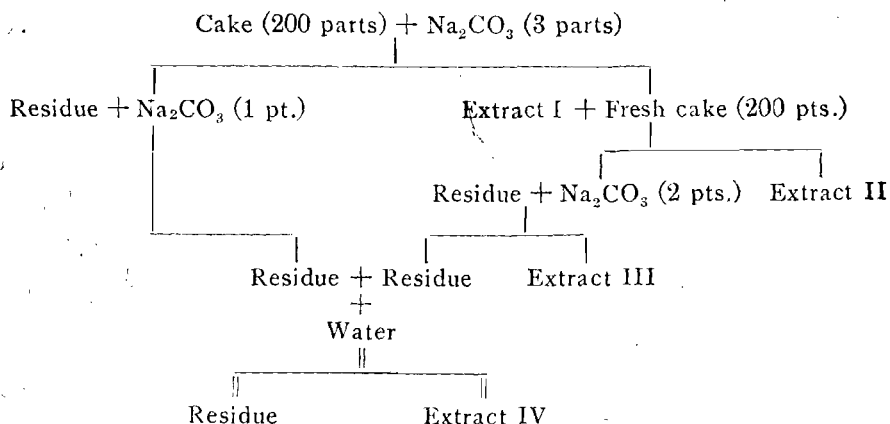 Cake (200 parts) + Na₂CO₃ (3 parts)
Residue + Na₂CO₃ (1 pt.) Extract I + Fresh cake (200 pts.)
Residue + Na₂CO₃ (2 pts.) Extract II
Residue + Residue Extract III
+
Water
Residue Extract IV